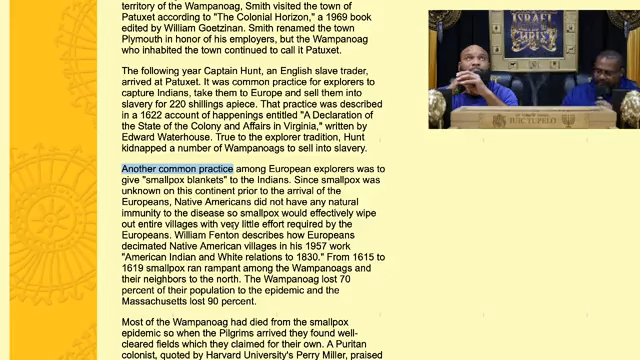 territory of the Wampanoag, Smith visited the town of
Patuxet according to "The Colonial Horizon," a 1969 book
edited by William Goetzinan. Smith renamed the town
Plymouth in honor of his employers, but the Wampanoag
who inhabited the town continued to call it Patuxet.
The following year Captain Hunt, an English slave trader,
arrived at Patuxet. It was common practice for explorers to
capture Indians, take them to Europe and sell them into
slavery for 220 shillings apiece. That practice was described
in a 1622 account of happenings entitled "A Declaration of
the State of the Colony and Affairs in Virginia," written by
Edward Waterhouse. True to the explorer tradition, Hunt
kidnapped a number of Wampanoags to sell into slavery.
Another common practice among European explorers was to
give "smallpox blankets" to the Indians. Since smallpox was
unknown on this continent prior to the arrival of the
Europeans, Native Americans did not have any natural
immunity to the disease so smallpox would effectively wipe
out entire villages with very little effort required by the
Europeans. William Fenton describes how Europeans
decimated Native American villages in his 1957 work
"American Indian and White relations to 1830." From 1615 to
1619 smallpox ran rampant among the Wampanoags and
their neighbors to the north. The Wampanoag lost 70
percent of their population to the epidemic and the
Massachusetts lost 90 percent.
Most of the Wampanoag had died from the smallpox
epidemic so when the Pilgrims arrived they found well-
cleared fields which they claimed for their own. A Puritan
colonist, quoted by Harvard University's Perry Miller, praised
ISRAEL
CHRIST
IUIC TUPELO